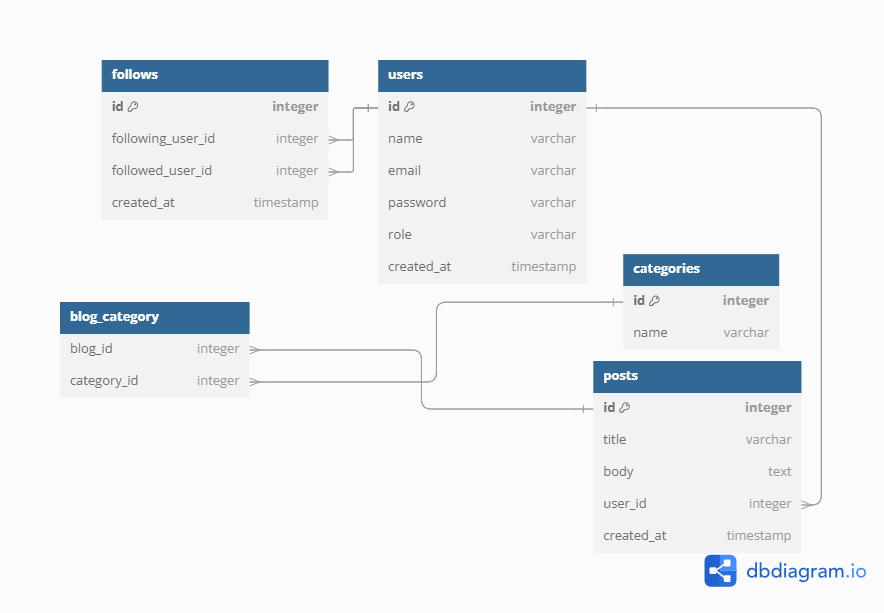 follows
id integer
following_user_id integer
followed_user_id integer
created_at timestamp
users
id integer
name varchar
email varchar
password varchar
role varchar
created_at timestamp
categories
id integer
name varchar
blog_category
blog_id integer
category_id integer
posts
id integer
title varchar
body text
user_id integer
created_at timestamp
dbdiagram.io